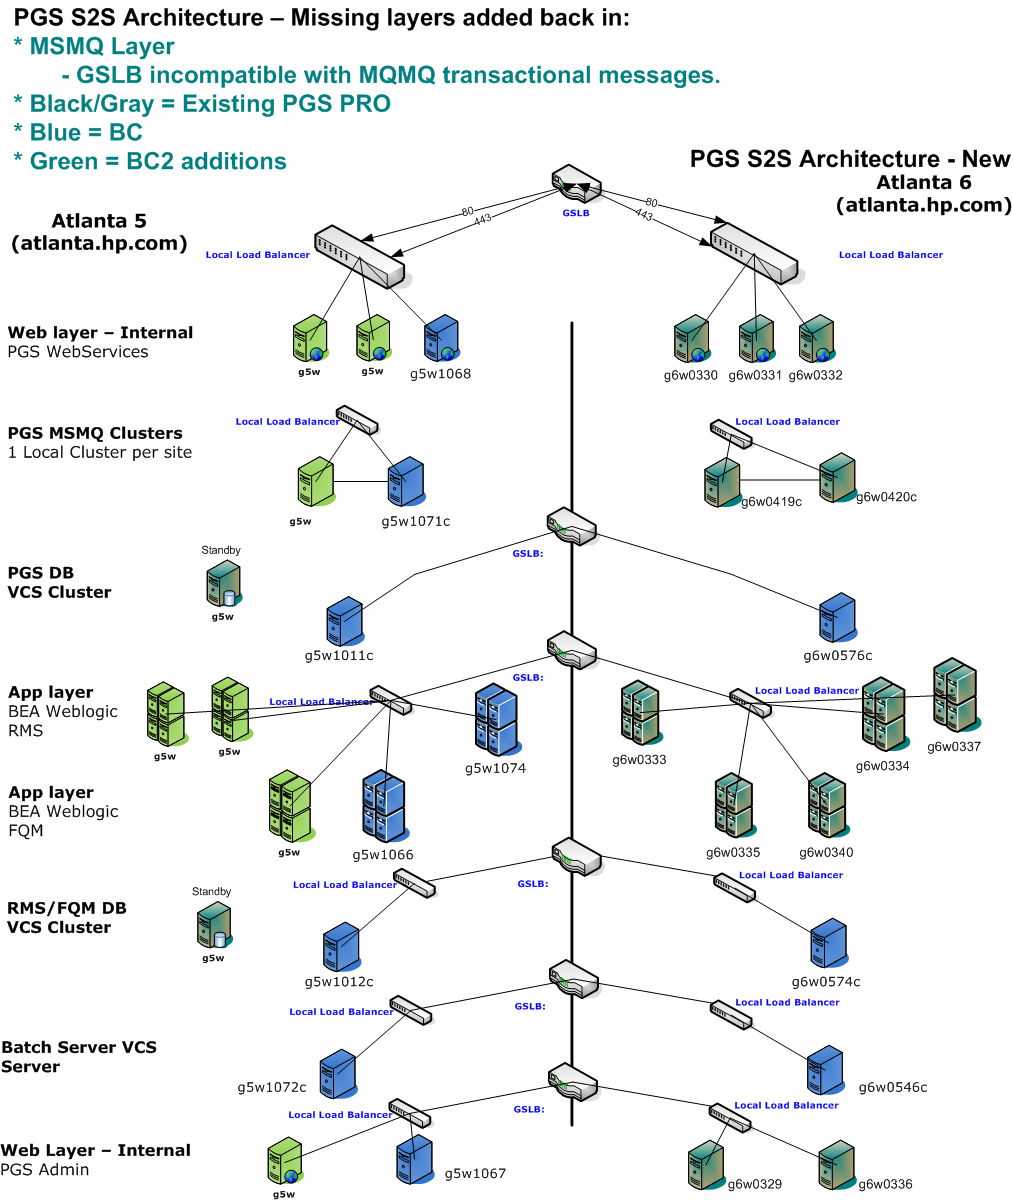 PGS S2S Architecture – Missing layers added back in:
* MSMQ Layer
- GSLB incompatible with MQMQ transactional messages.
* Black/Gray = Existing PGS PRO
* Blue = BC
* Green = BC2 additions
PGS S2S Architecture - New
Atlanta 6
(atlanta.hp.com)
Atlanta 5
(atlanta.hp.com)
GSLB
80
443
80
443
Local Load Balancer
Local Load Balancer
Web layer – Internal
PGS WebServices
g5w
g5w
g5w1068
g6w0330
g6w0331
g6w0332
Local Load Balancer
Local Load Balancer
PGS MSMQ Clusters
1 Local Cluster per site
g5w
g5w1071c
g6w0419c
g6w0420c
GSLB:
Standby
PGS DB
VCS Cluster
g5w
g5w1011c
g6w0576c
GSLB:
App layer
BEA Weblogic
RMS
Local Load Balancer
Local Load Balancer
g5w
g5w
g5w1074
g6w0333
g6w0334
g6w0337
App layer
BEA Weblogic
FQM
g5w
g5w1066
g6w0335
g6w0340
Local Load Balancer
GSLB:
Local Load Balancer
Standby
RMS/FQM DB
VCS Cluster
g5w
g5w1012c
g6w0574c
Local Load Balancer
GSLB:
Local Load Balancer
Batch Server VCS
Server
g5w1072c
g6w0546c
Local Load Balancer
GSLB:
Local Load Balancer
Web Layer – Internal
PGS Admin
g5w
g5w1067
g6w0329
g6w0336